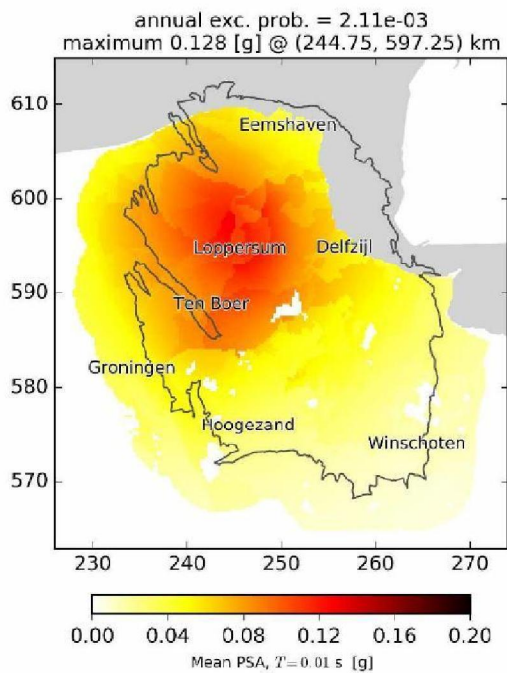 annual exc. prob. = 2.11e-03
maximum 0.128 [g] @ (244.75, 597.25) km
610
Eemshaven
600
Loppersum Delfzijl
590
Ten Boer
Groningen
580
Hoogezand
Winschoten
570
230 240 250 260 270
0.00 0.04 0.08 0.12 0.16 0.20
Mean PSA, T=0.01 s [g]